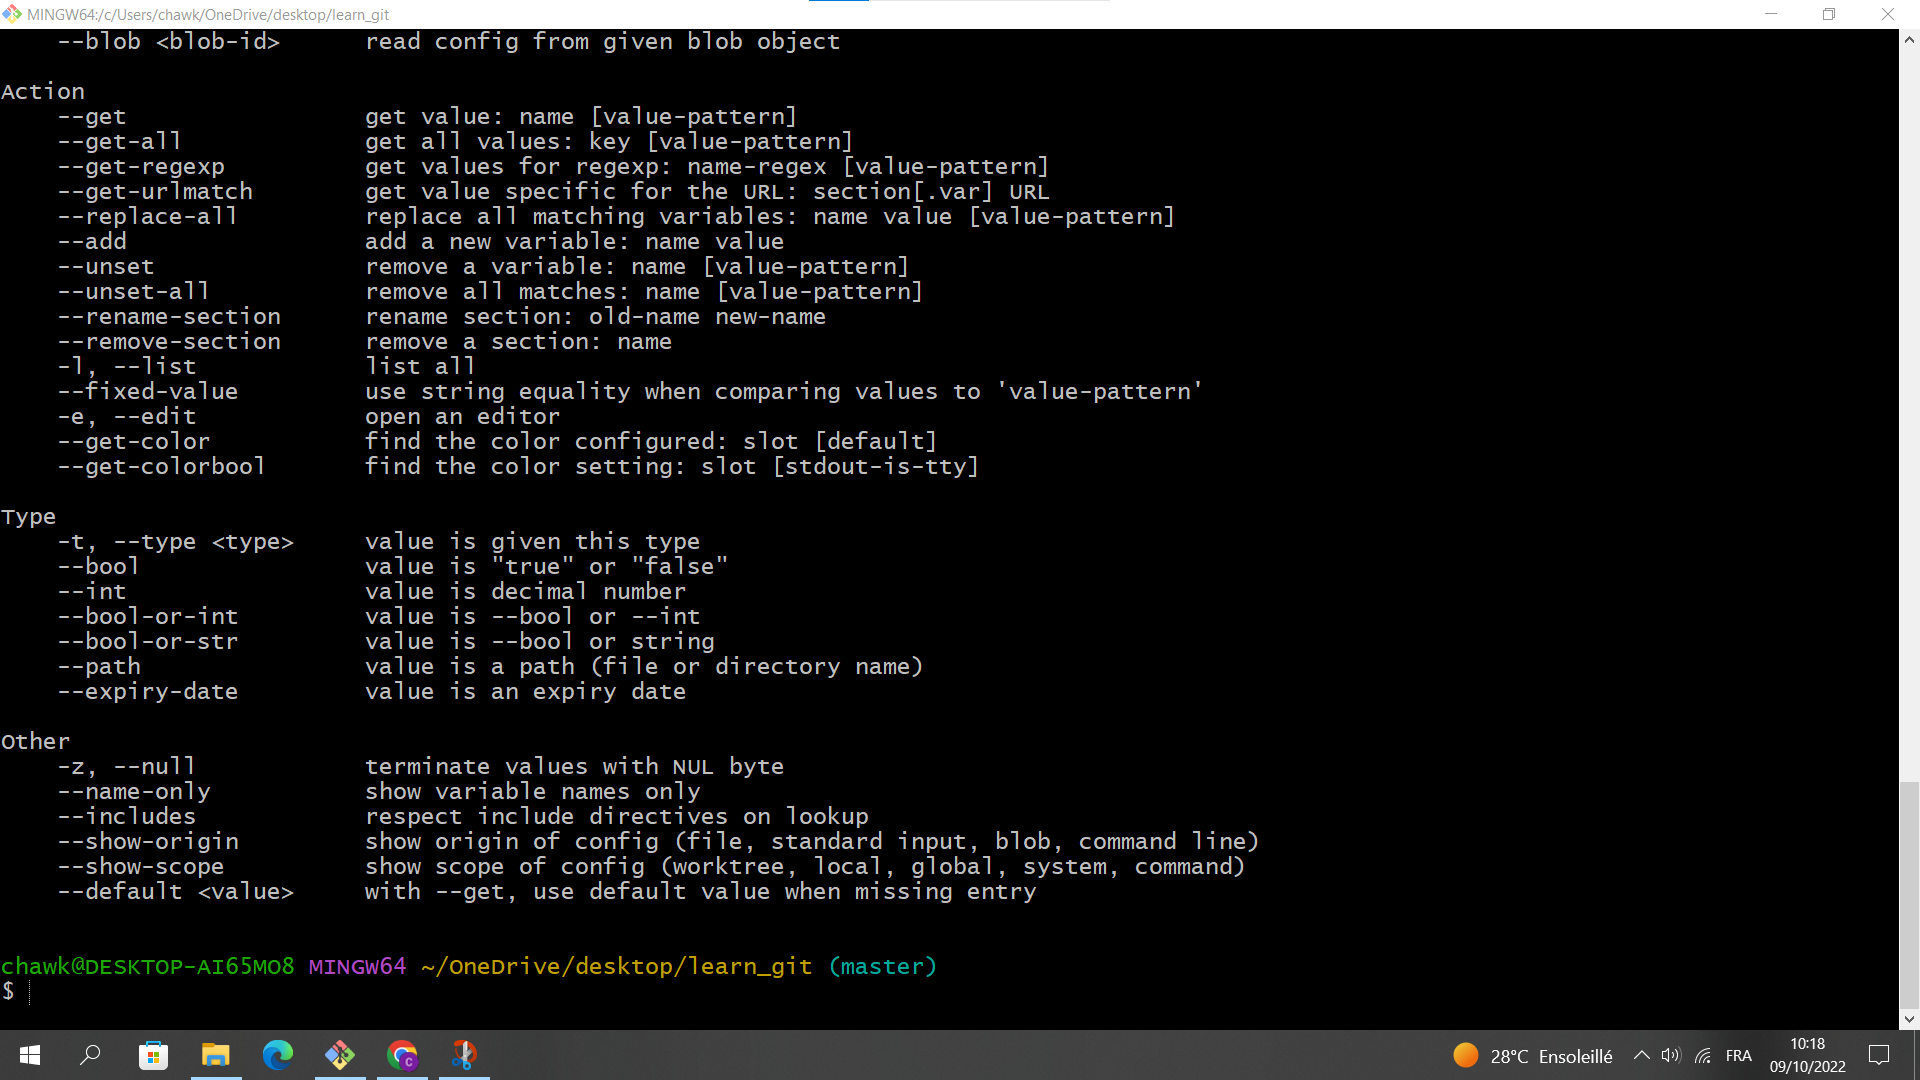 MINGW64:/c/Users/chawk/OneDrive/desktop/learn_git
--blob <blob-id> read config from given blob object
Action
--get get value: name [value-pattern]
--get-all get all values: key [value-pattern]
--get-regexp get values for regexp: name-regex [value-pattern]
--get-urlmatch get value specific for the URL: section[.var] URL
--replace-all replace all matching variables: name value [value-pattern]
--add add a new variable: name value
--unset remove a variable: name [value-pattern]
--unset-all remove all matches: name [value-pattern]
--rename-section rename section: old-name new-name
--remove-section remove a section: name
-l, --list list all
--fixed-value use string equality when comparing values to 'value-pattern'
-e, --edit open an editor
--get-color find the color configured: slot [default]
--get-colorbool find the color setting: slot [stdout-is-tty]
Type
-t, --type <type> value is given this type
--bool value is "true" or "false"
--int value is decimal number
--bool-or-int value is --bool or --int
--bool-or-str value is --bool or string
--path value is a path (file or directory name)
--expiry-date value is an expiry date
Other
-z, --null terminate values with NUL byte
--name-only show variable names only
--includes respect include directives on lookup
--show-origin show origin of config (file, standard input, blob, command line)
--show-scope show scope of config (worktree, local, global, system, command)
--default <value> with --get, use default value when missing entry
chawk@DESKTOP-AI65MO8 MINGW64 ~/OneDrive/desktop/learn_git (master)
$
28°C Ensoleillé FRA 10:18
09/10/2022